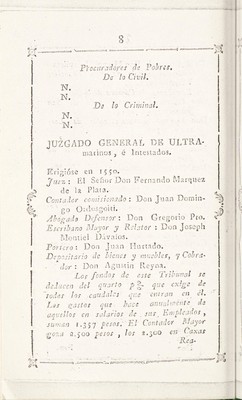 8
Procuradores de Pobres.
De lo Civil.
N.
N.
De lo Criminal.
N.
N.
JUZGADO GENERAL DE ULTRA-
marinos, é Intestados.
Erigióse en 1550.
Juez: El Señor Don Fernando Marquez
de la Plata.
Contador comisionado: Don Juan Domin-
go Ordusgoiti.
Abogado Defensor: Don Gregorio Pro.
Escribano Mayor y Relator: Don Joseph
Montiel Dávalos.
Portero: Don Juan Hurtado.
Depositario de bienes y muebles, y Cobra-
dor: Don Agustin Reyna.
Los fondos de este Tribunal se
deducen del quarto p% que exige de
todos los caudales que entran en él.
Los gastos que hace anualmente de
aquellos en salarios de sus Empleados,
suman 1.357 pesos. El Contador Mayor
goza 2.500 pesos, los 2.300 en Caxas
Rea-